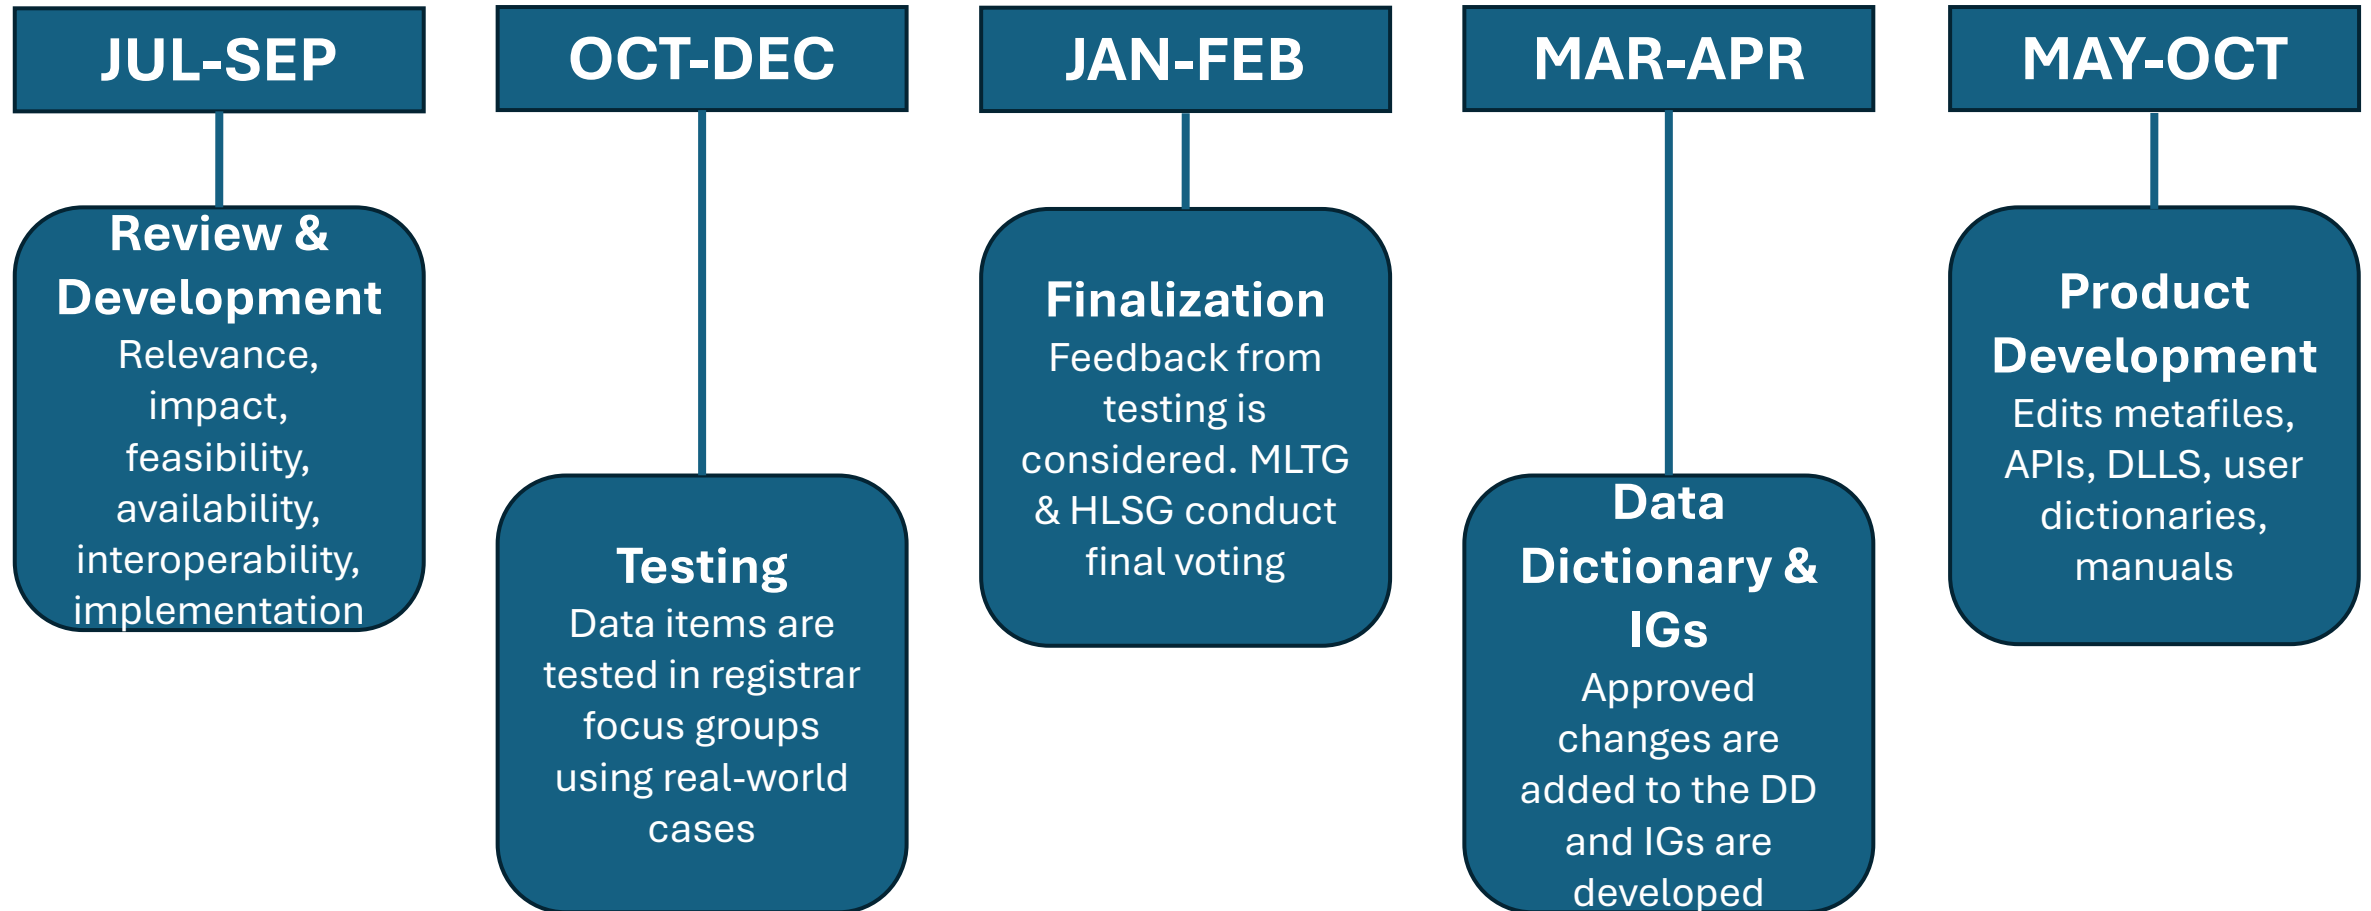 JUL-SEP
Review &
Development
Relevance,
impact,
feasibility,
availability,
interoperability,
implementation
OCT-DEC
Testing
Data items are
tested in registrar
focus groups
using real-world
cases
JAN-FEB
Finalization
Feedback from
testing is
considered. MLTG
& HLSG conduct
final voting
MAR-APR
Data
Dictionary &
IGs
Approved
changes are
added to the DD
and IGs are
developed
MAY-OCT
Product
Development
Edits metafiles,
APIs, DLLS, user
dictionaries,
manuals